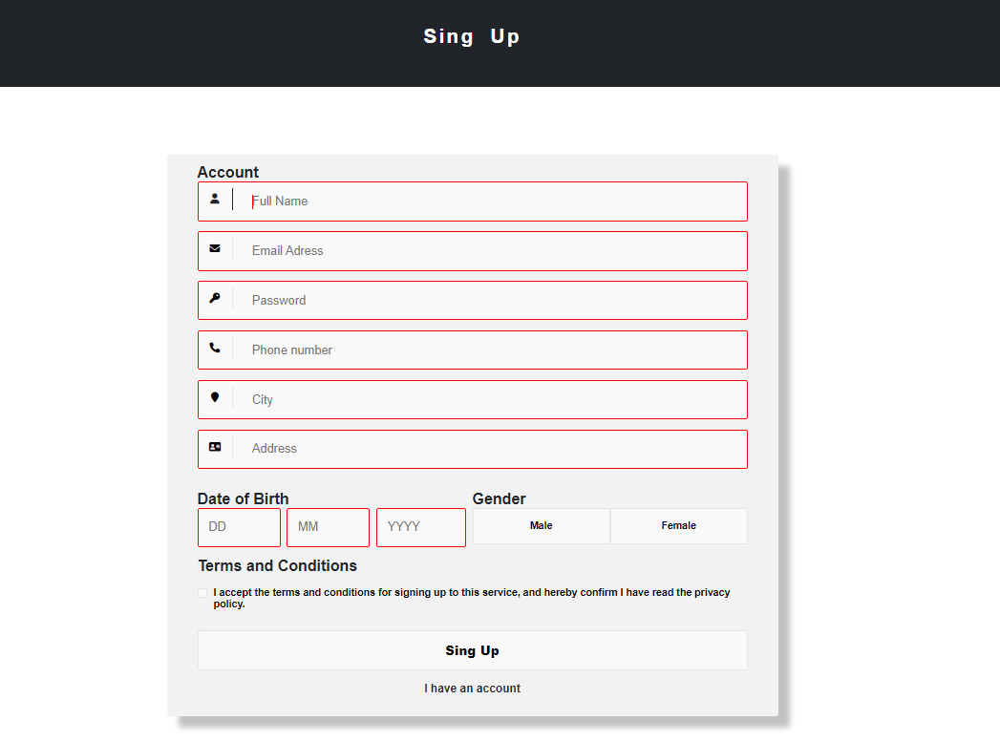 Sing Up
Account
Full Name
Email Adress
Password
Phone number
City
Address
Date of Birth
Gender
DD
MM
YYYY
Male
Female
Terms and Conditions
I accept the terms and conditions for signing up to this service, and hereby confirm I have read the privacy
policy.
Sing Up
I have an account